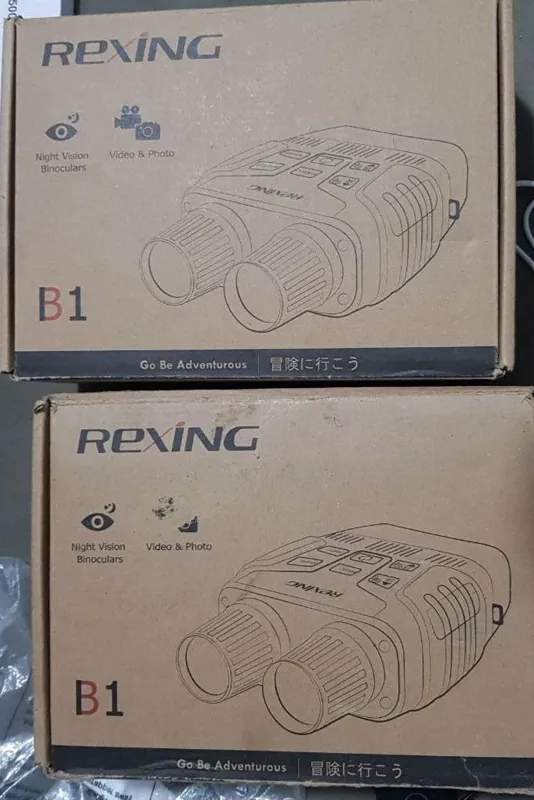 500
REXING
Night Vision
Binoculars
Video & Photo
REXING
B1
Go Be Adventurous
冒険に行こう
REXING
Night Vision
Binoculars
Video & Photo
REXING
B1
Go Be Adventurous
冒険に行こう